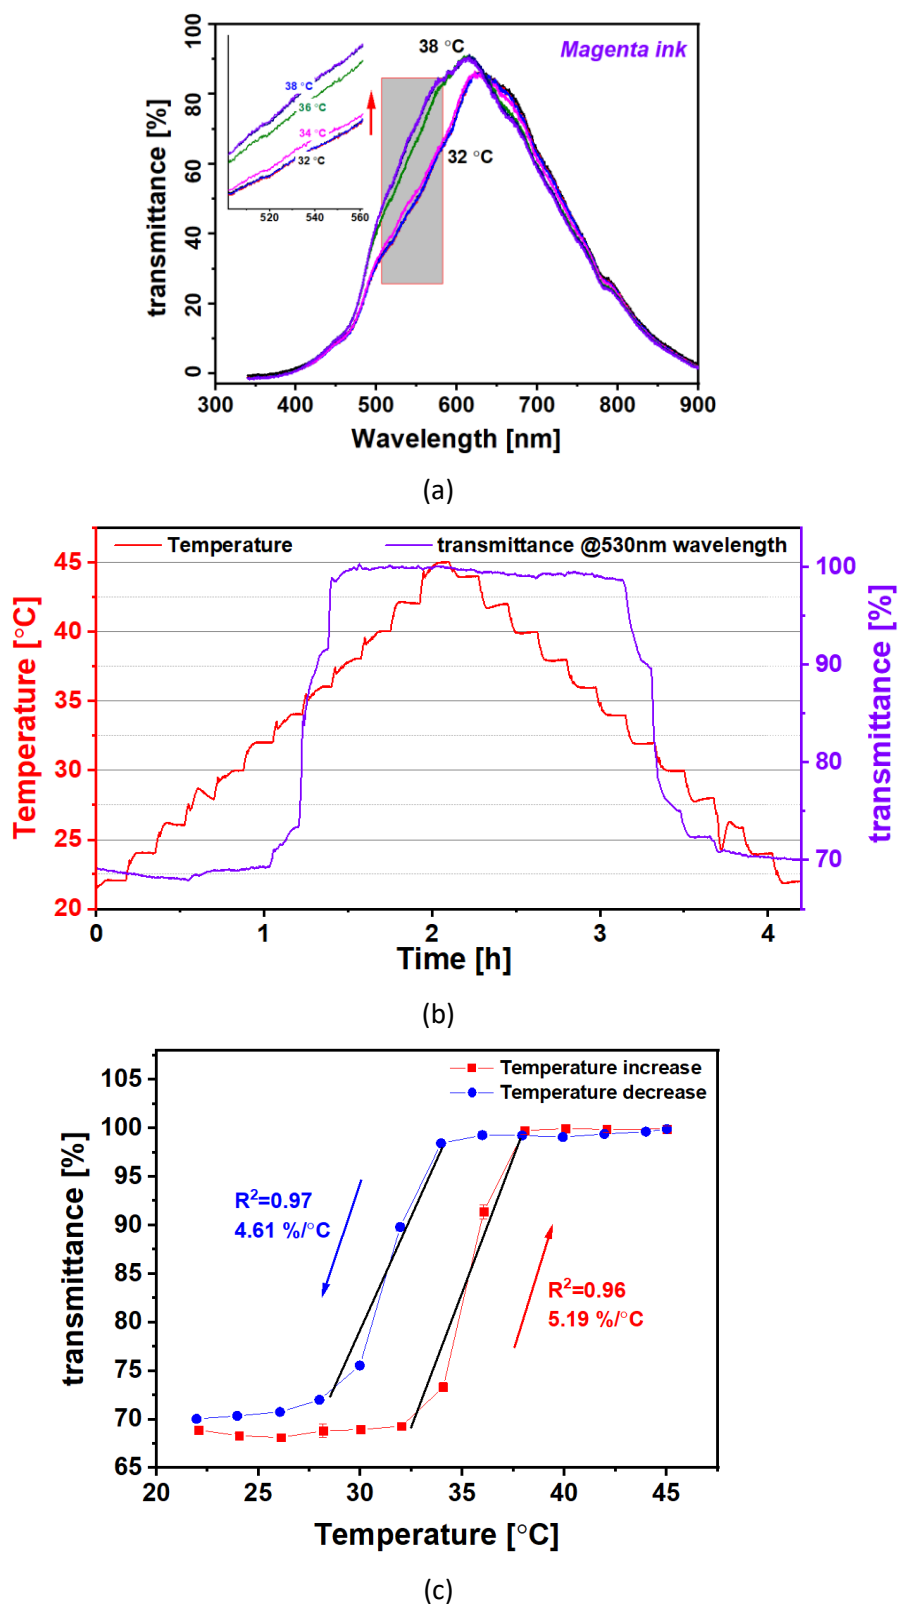 Magenta ink
38 °C
32 °C
38 °C
36 °C
34 °C
32 °C
520 540 560
transmittance [%]
100
80
60
40
20
0
300 400 500 600 700 800 900
Wavelength [nm]
(a)
Temperature
transmittance @530nm wavelength
Temperature [°C]
45
40
35
30
25
20
transmittance [%]
100
90
80
70
0 1 2 3 4
Time [h]
(b)
Temperature increase
Temperature decrease
transmittance [%]
105
100
95
90
85
80
75
70
65
R²=0.97
4.61 %/°C
R²=0.96
5.19 %/°C
20 25 30 35 40 45
Temperature [°C]
(c)